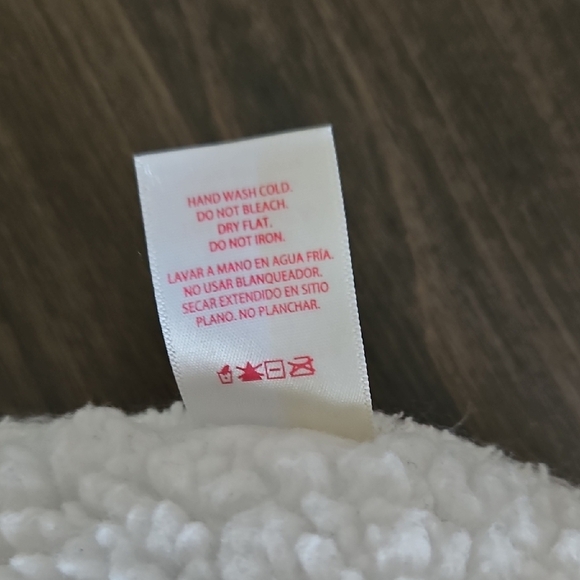 HAND WASH COLD.
DO NOT BLEACH.
DRY FLAT.
DO NOT IRON.
LAVAR A MANO EN AGUA FRÍA.
NO USAR BLANQUEADOR.
SECAR EXTENDIDO EN SITIO
PLANO. NO PLANCHAR.